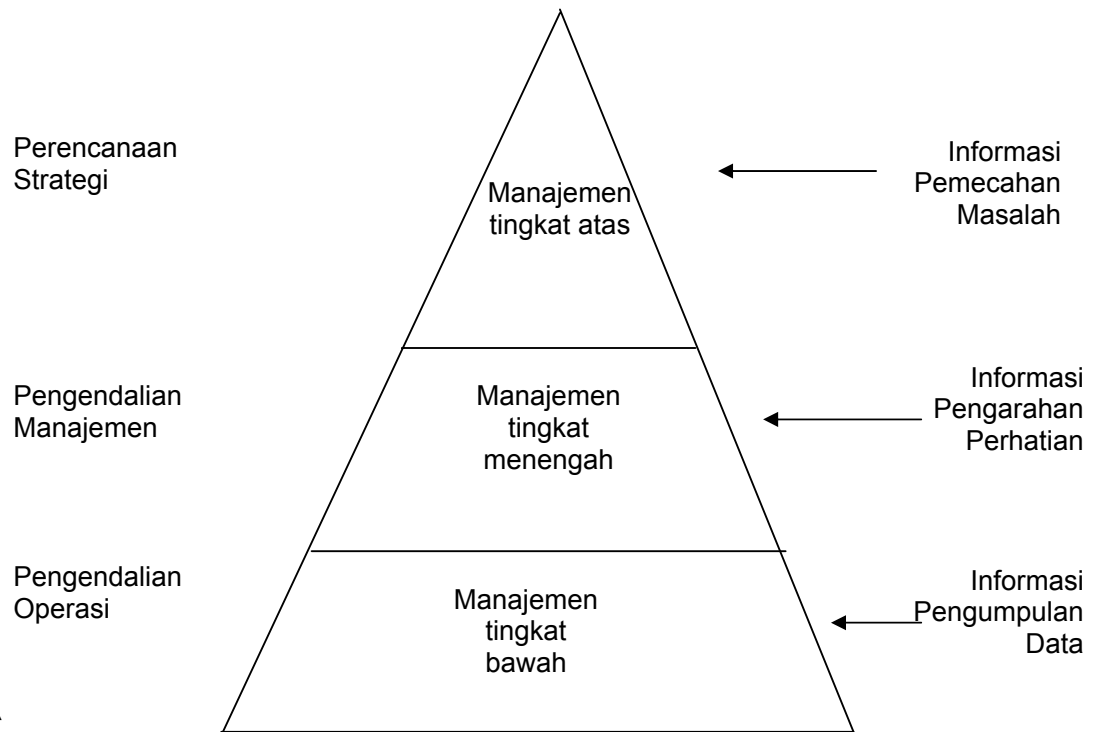 Perencanaan
Strategi
Manajemen
tingkat atas
Informasi
Pemecahan
Masalah
Pengendalian
Manajemen
Manajemen
tingkat
menengah
Informasi
Pengarahan
Perhatian
Pengendalian
Operasi
Manajemen
tingkat
bawah
Informasi
Pengumpulan
Data